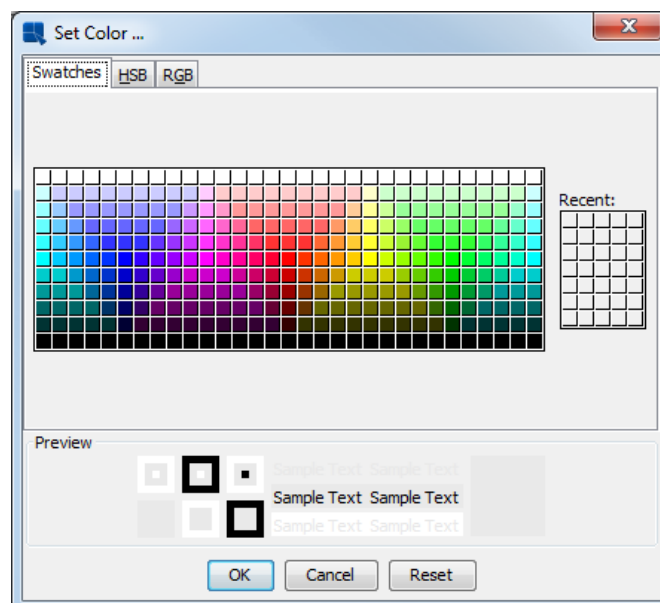 Set Color ...
Swatches HSB RGB
Recent:
Preview
Sample Text Sample Text
Sample Text Sample Text
Sample Text Sample Text
OK Cancel Reset